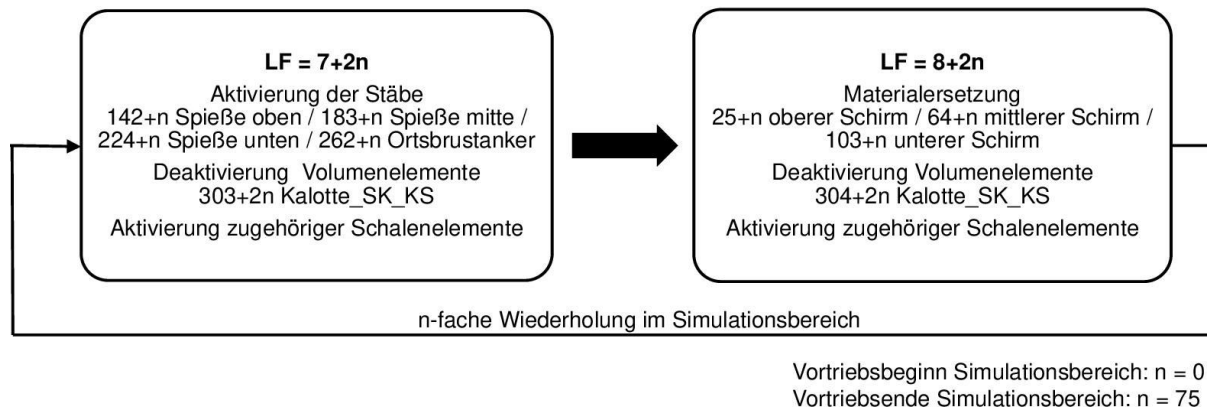 LF = 7+2n
Aktivierung der Stäbe
142+n Spieße oben / 183+n Spieße mitte /
224+n Spieße unten / 262+n Ortsbrustanker
Deaktivierung Volumenelemente
303+2n Kalotte_SK_KS
Aktivierung zugehöriger Schalenelemente
LF = 8+2n
Materialersetzung
25+n oberer Schirm / 64+n mittlerer Schirm /
103+n unterer Schirm
Deaktivierung Volumenelemente
304+2n Kalotte_SK_KS
Aktivierung zugehöriger Schalenelemente
n-fache Wiederholung im Simulationsbereich
Vortriebsbeginn Simulationsbereich: n = 0
Vortriebsende Simulationsbereich: n = 75